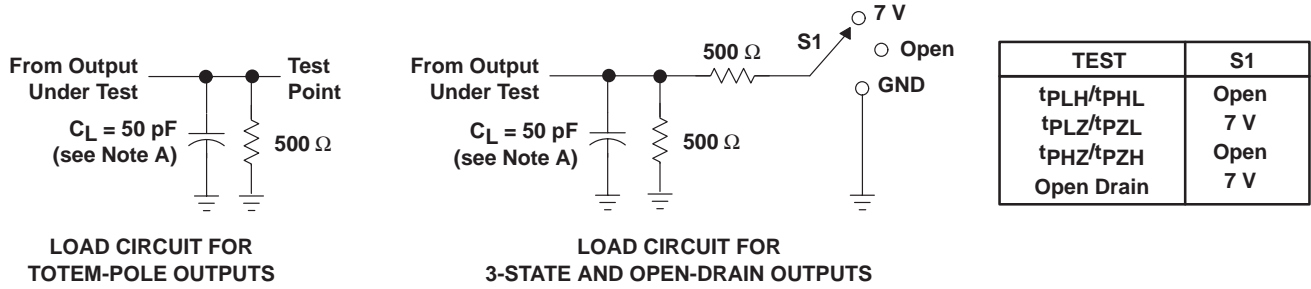 From Output
Under Test
Test
Point
CL = 50 pF
(see Note A)
500 Ω
LOAD CIRCUIT FOR
TOTEM-POLE OUTPUTS
From Output
Under Test
CL = 50 pF
(see Note A)
500 Ω
500 Ω
S1
7 V
Open
GND
LOAD CIRCUIT FOR
3-STATE AND OPEN-DRAIN OUTPUTS
TEST S1
tPLH/tPHL Open
tPLZ/tPZL 7 V
tPHZ/tPZH Open
Open Drain 7 V